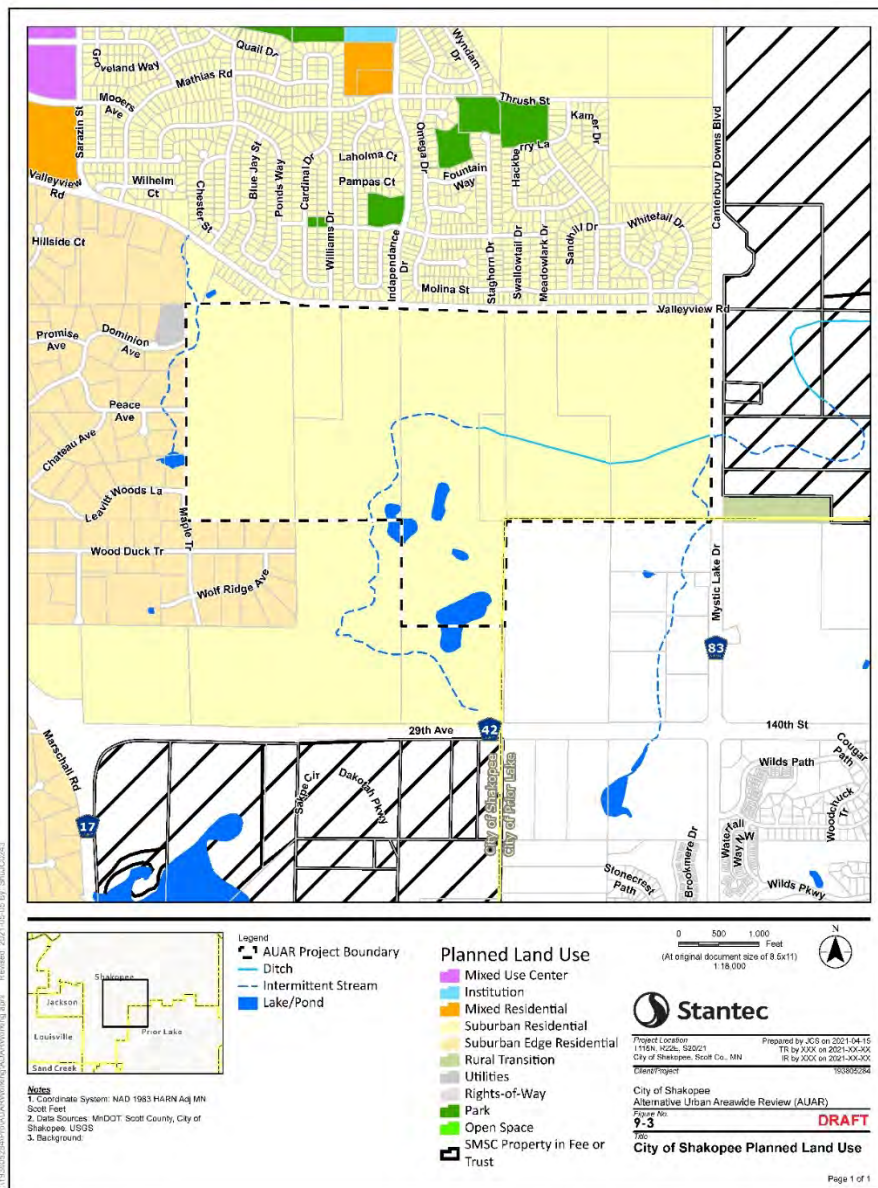 Quail Dr
Groveland Way
Mathias Rd
Mooers
Ave
Sarazin St
Wyndam
Dr
Thrush St
Kamer Dr
Canterbury Downs Blvd
Omega Dr
Laholma Ct
Pampas Ct
Fountain
Way
Valleyview
Rd
Wilhelm
Ct
Chester St
Blue Jay St
Ponds Way
Cardinal Dr
Williams Dr
Independance
Dr
Staghorn Dr
Swallowtail Dr
Meadowlark Dr
Sandhill Dr
Whitetail Dr
Hillside Ct
Molina St
Valleyview Rd
Promise
Ave
Dominion
Ave
Peace Ave
Chateau Ave
Leavitt Woods La
Maple Tr
Wood Duck Tr
Wolf Ridge Ave
Mystic Lake Dr
83
Marschall Rd
29th Ave
42
140th St
City of Shakopee
City of Prior Lake
Wilds Path
Cougar
Path
Woodchuck
Tr
Waterfall
Way NW
Sakpe Cir
Dakotah Pkwy
17
Stonecrest
Path
Brookmere Dr
Wilds Pkwy
Shakopee
Jackson
Louisville
Prior Lake
Sand Creek
Legend
AUAR Project Boundary
Ditch
Intermittent Stream
Lake/Pond
Planned Land Use
Mixed Use Center
Institution
Mixed Residential
Suburban Residential
Suburban Edge Residential
Rural Transition
Utilities
Rights-of-Way
Park
Open Space
SMSC Property in Fee or
Trust
0 500 1,000
Feet
(At original document size of 8.5x11)
1:18,000
N
Stantec
Project Location
T115N, R22E, S20/21
City of Shakopee, Scott Co., MN
Prepared by JCS on 2021-04-15
TR by XXX on 2021-XX-XX
IR by XXX on 2021-XX-XX
Client/Project
193805284
City of Shakopee
Alternative Urban Areawide Review (AUAR)
Figure No.
9-3
DRAFT
Title
City of Shakopee Planned Land Use
Page 1 of 1
Notes
1. Coordinate System: NAD 1983 HARN Adj MN
Scott Feet
2. Data Sources: MnDOT, Scott County, City of
Shakopee, USGS
3. Background: